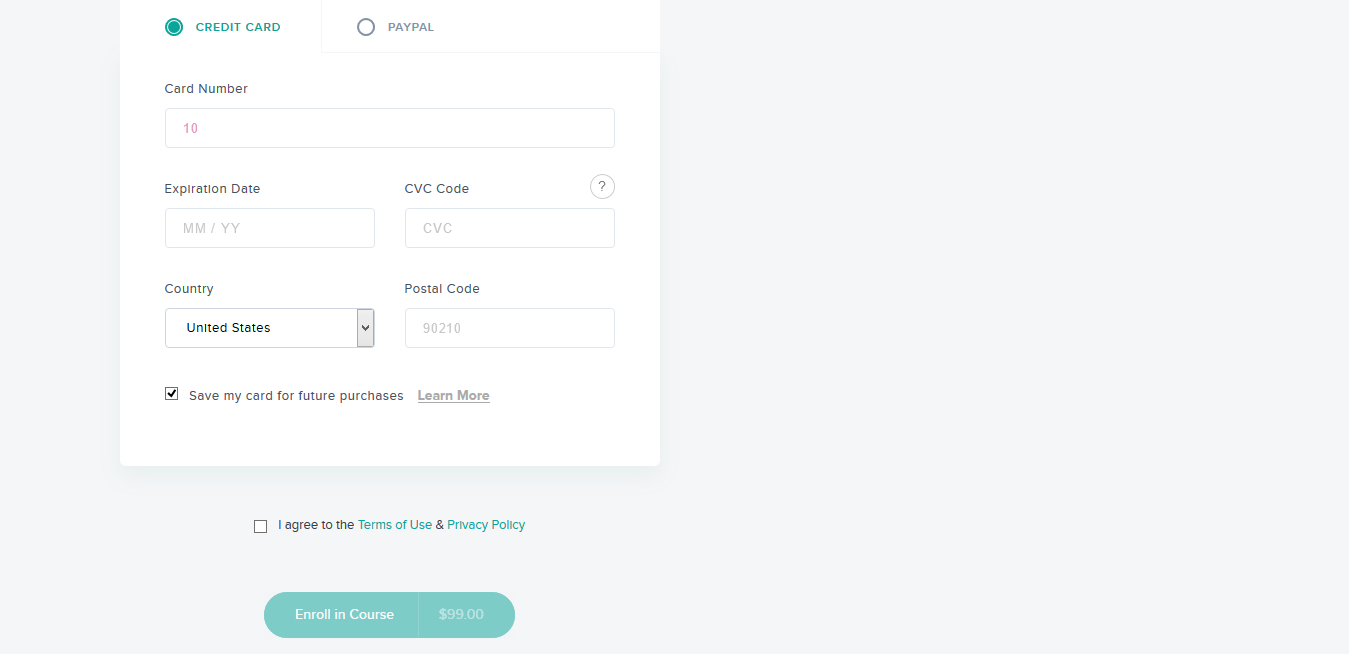 CREDIT CARD PAYPAL
Card Number
10
Expiration Date CVC Code ?
MM / YY CVC
Country Postal Code
United States 90210
Save my card for future purchases Learn More
I agree to the Terms of Use & Privacy Policy
Enroll in Course $99.00